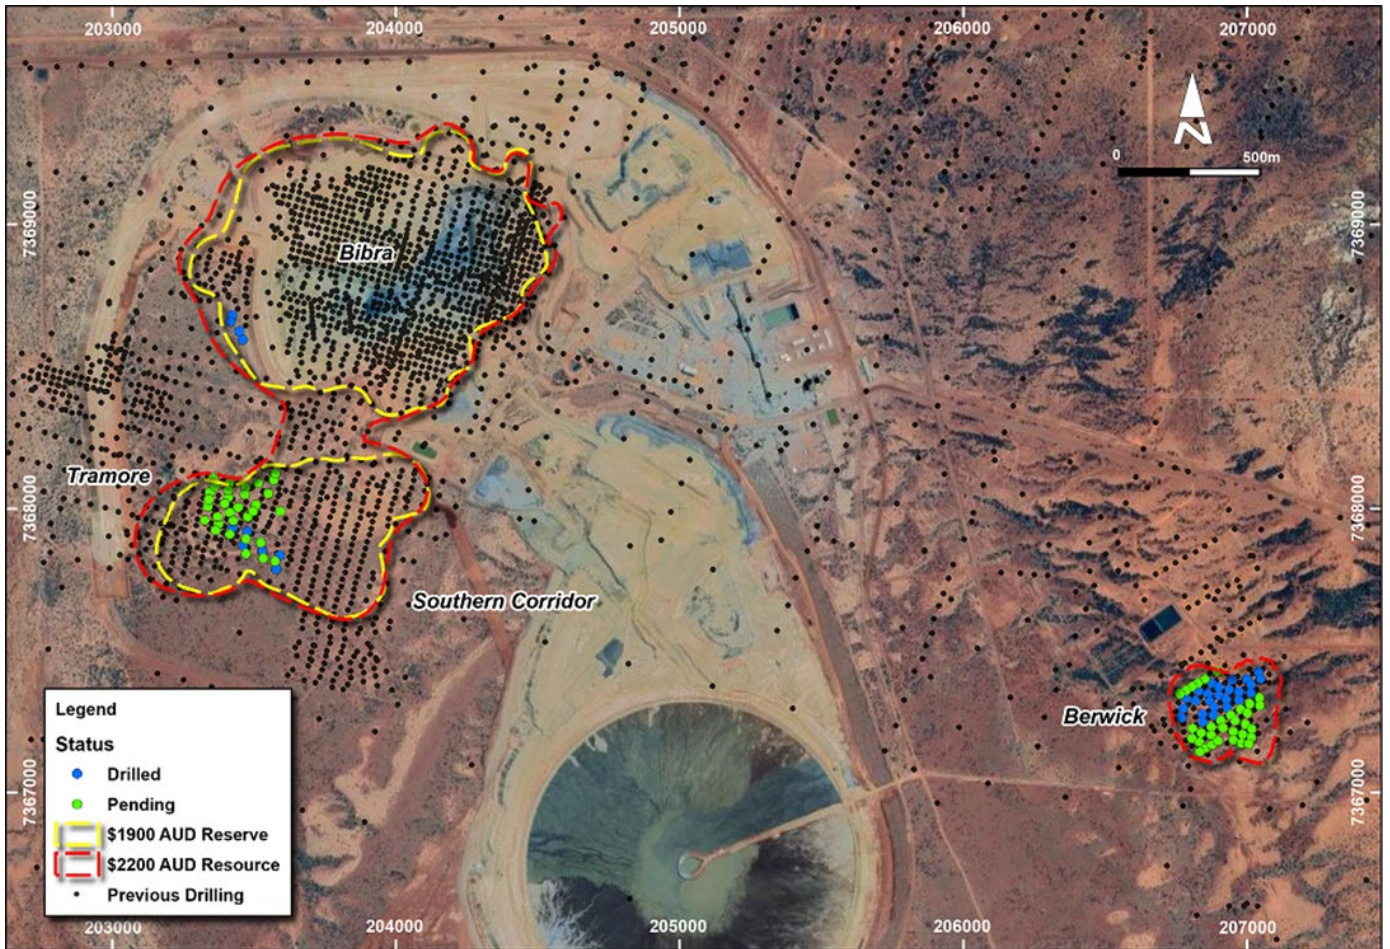 203000
204000
205000
206000
207000
N
0
500m
7369000
7369000
Bibra
Tramore
7368000
7368000
Southern Corridor
Berwick
7367000
7367000
Legend
Status
Drilled
Pending
$1900 AUD Reserve
$2200 AUD Resource
Previous Drilling
203000
204000
205000
206000
207000